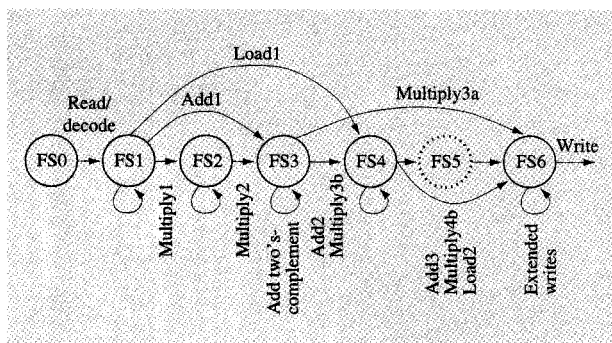 Load1
Read/
decode
Add1
Multiply3a
FS0
FS1
FS2
FS3
FS4
FS5
FS6
Write
Multiply1
Multiply2
Add two's-
complement
Add2
Multiply3b
Add3
Multiply4b
Load2
Extended
writes